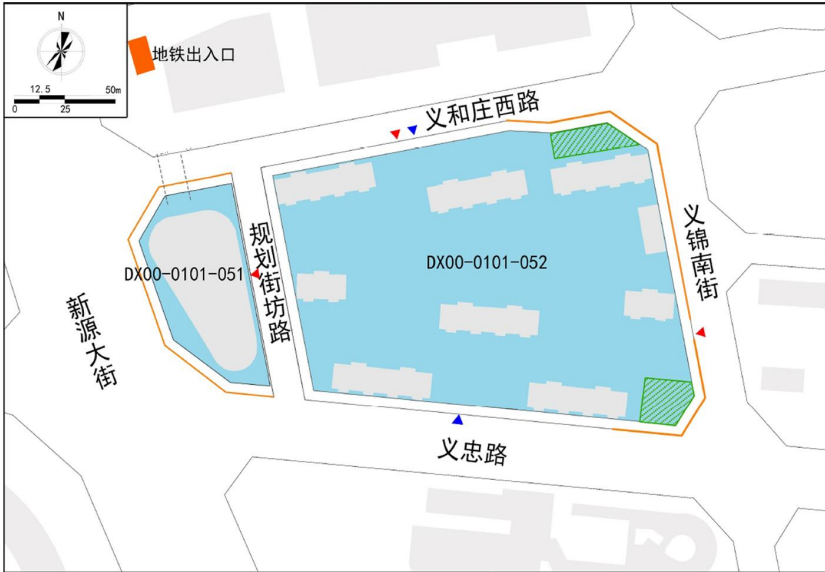 N
12.5
50m
0
25
地铁出入口
义和庄西路
规划街坊路
DX00-0101-051
DX00-0101-052
义锦南街
新源大街
义忠路